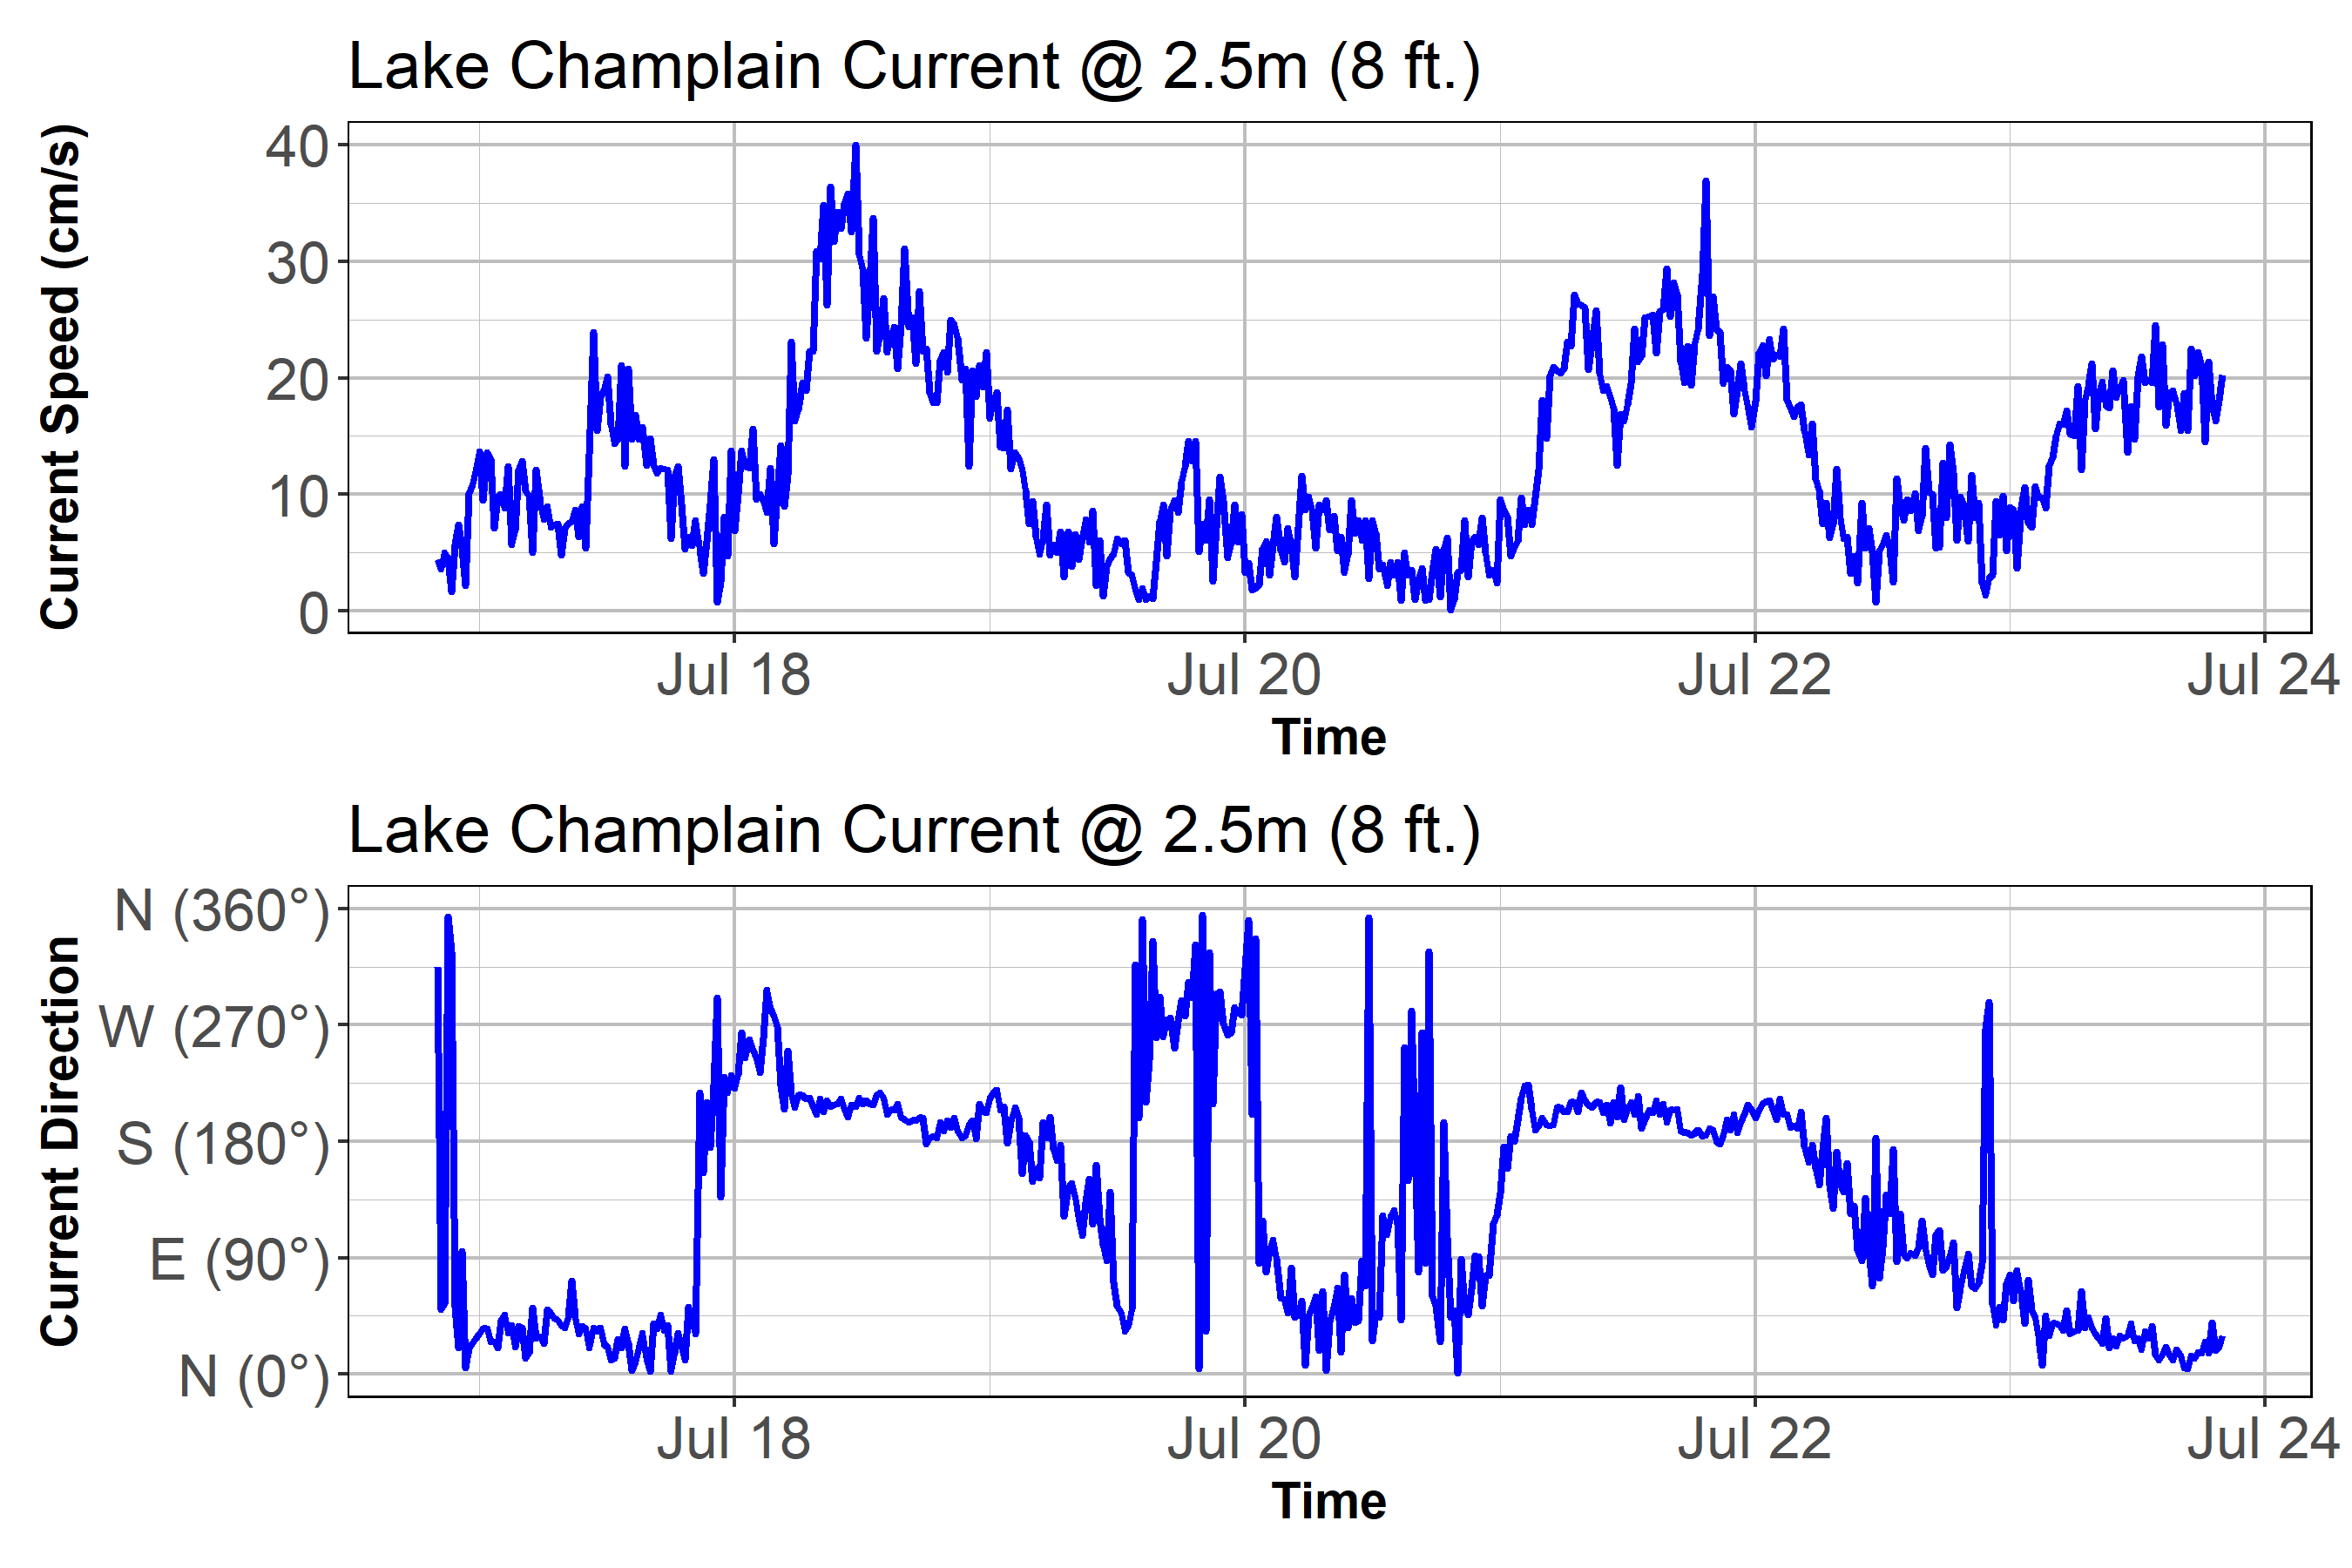 Lake Champlain Current @ 2.5m (8 ft.)
Current Speed (cm/s)
40
30
20
10
0
Jul 18 Jul 20 Jul 22 Jul 24
Time
Lake Champlain Current @ 2.5m (8 ft.)
Current Direction
N (360°)
W (270°)
S (180°)
E (90°)
N (0°)
Jul 18 Jul 20 Jul 22 Jul 24
Time